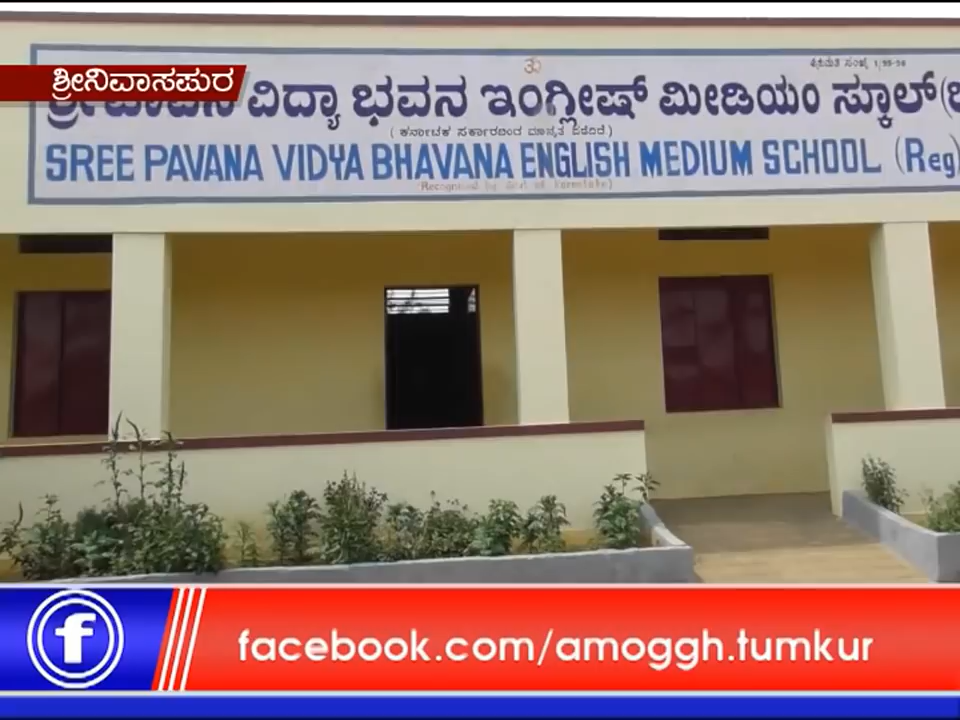 ಶ್ರೀನಿವಾಸಪುರ
ವಿದ್ಯಾ ಭವನ ಇಂಗ್ಲೀಷ್ ಮೀಡಿಯಂ ಸ್ಕೂಲ್
( ಕರ್ನಾಟಕ ಸರ್ಕಾರದಿಂದ ಮಾನ್ಯತೆ ಪಡೆದಿದೆ )
SREE PAVANA VIDYA BHAVANA ENGLISH MEDIUM SCHOOL (Reg)
(Recognised by Govt of Karnataka)
facebook.com/amoggh.tumkur